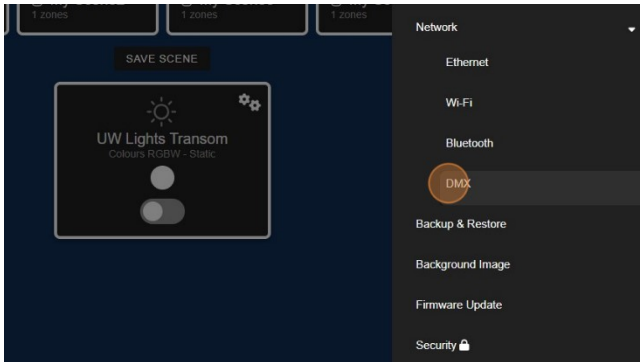 1 zones
1 zones
1 zones
SAVE SCENE
UW Lights Transom
Colours RGBW - Static
Network
Ethernet
Wi-Fi
Bluetooth
DMX
Backup & Restore
Background Image
Firmware Update
Security